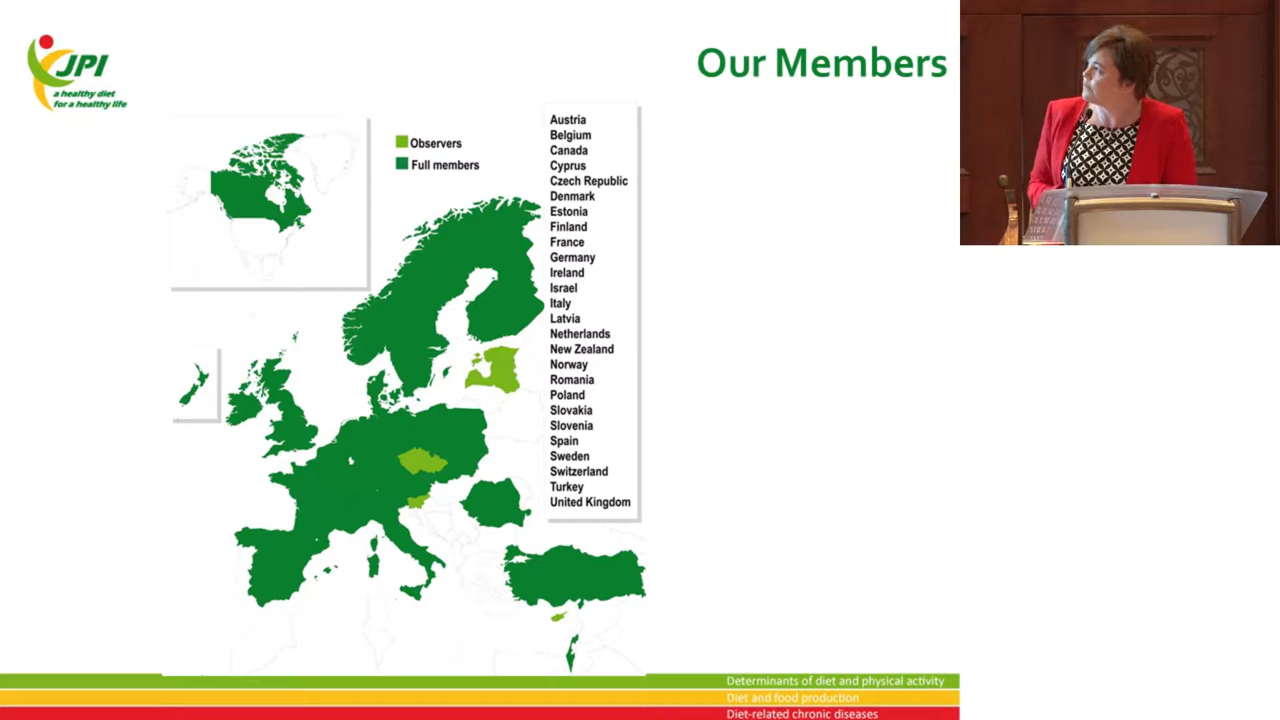 JPI
a healthy diet
for a healthy life
Our Members
Observers
Full members
Austria
Belgium
Canada
Cyprus
Czech Republic
Denmark
Estonia
Finland
France
Germany
Ireland
Israel
Italy
Latvia
Netherlands
New Zealand
Norway
Romania
Poland
Slovakia
Slovenia
Spain
Sweden
Switzerland
Turkey
United Kingdom
Determinants of diet and physical activity
Diet and food production
Diet-related chronic diseases